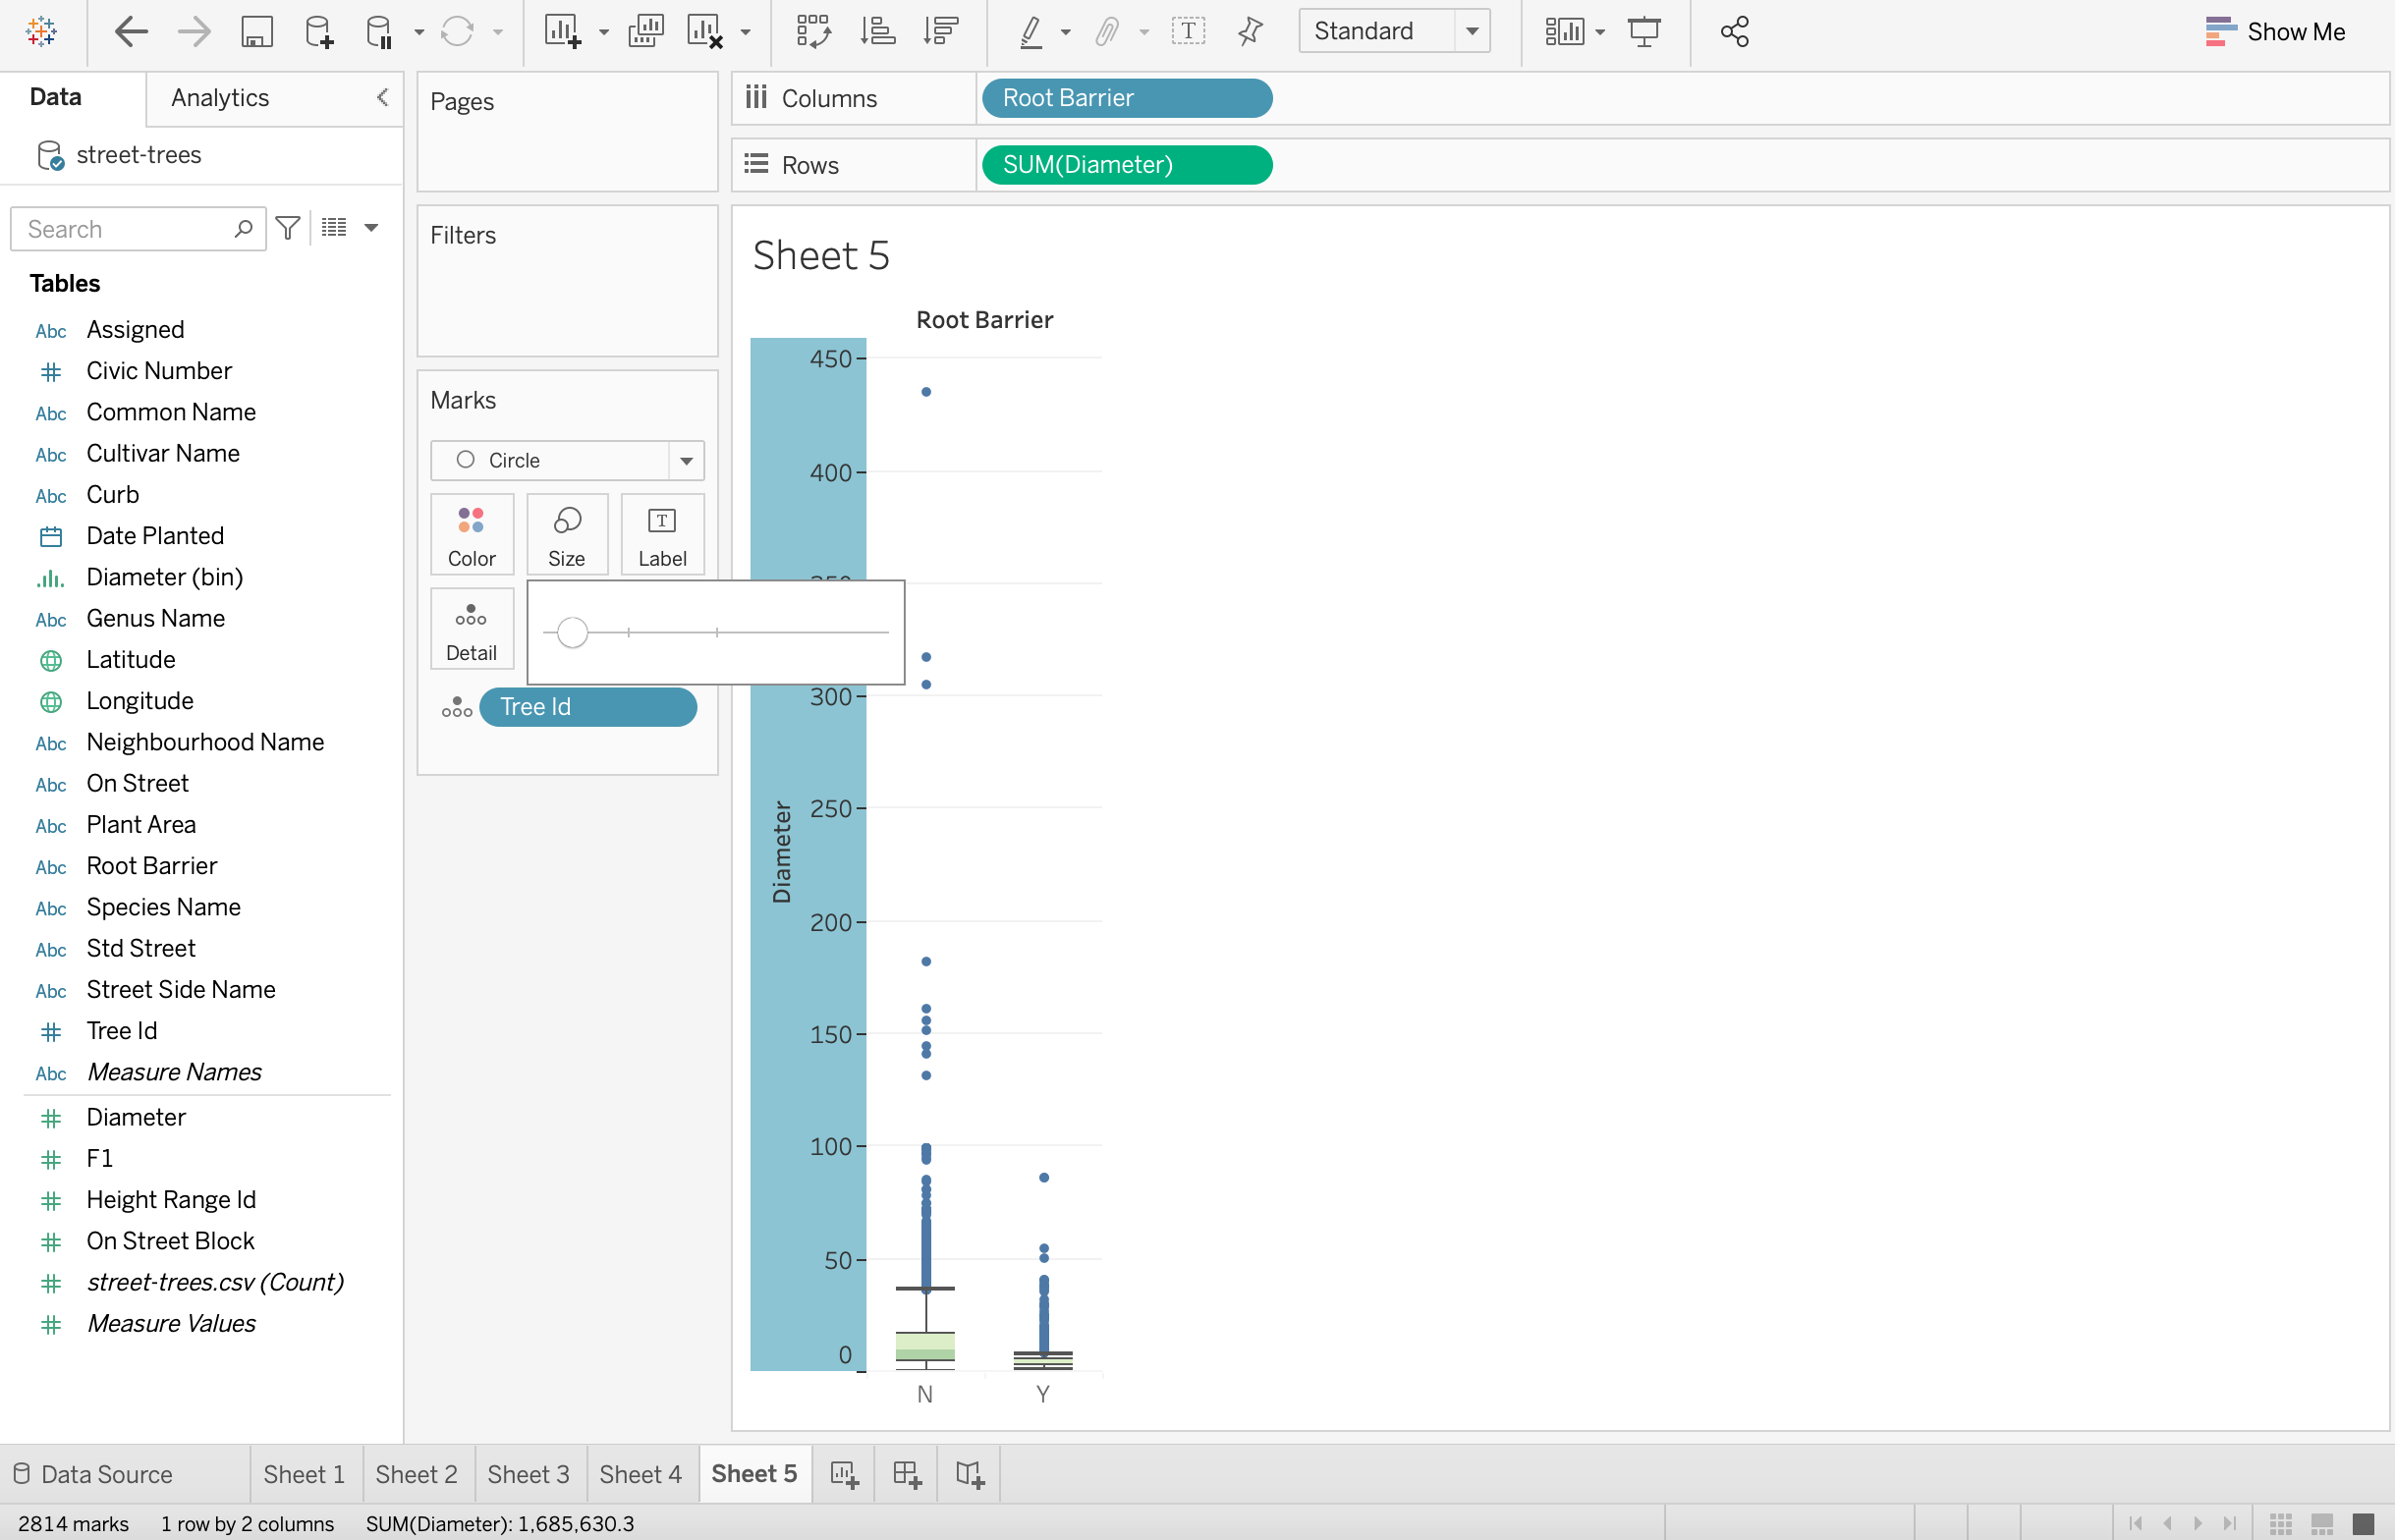 Standard
Show Me
Data
Analytics
street-trees
Search
Tables
Abc Assigned
Civic Number
Abc Common Name
Abc Cultivar Name
Abc Curb
Date Planted
Diameter (bin)
Abc Genus Name
Latitude
Longitude
Abc Neighbourhood Name
Abc On Street
Abc Plant Area
Abc Root Barrier
Abc Species Name
Abc Std Street
Abc Street Side Name
Tree Id
Abc Measure Names
Diameter
F1
Height Range Id
On Street Block
street-trees.csv (Count)
Measure Values
Pages
Filters
Marks
Circle
Color Size Label
Detail
Tree Id
Columns Root Barrier
Rows SUM(Diameter)
Sheet 5
Root Barrier
450
400
300
250
200
150
100
50
0
Diameter
N Y
Data Source Sheet 1 Sheet 2 Sheet 3 Sheet 4 Sheet 5
2814 marks 1 row by 2 columns SUM(Diameter): 1,685,630.3